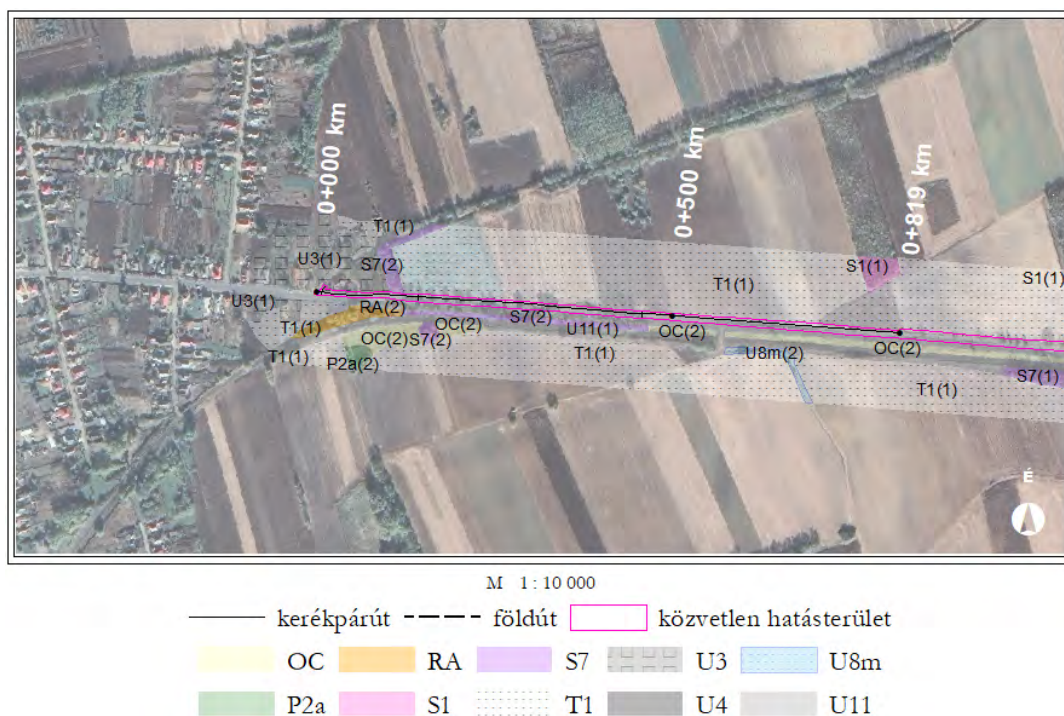 0+000 km
0+500 km
0+819 km
T1(1)
U3(1)
S7(2)
S1(1)
T1(1)
S1(1)
U3(1)
RA(2)
T1(1)
OC(2)
S7(2)
U11(1)
OC(2)
OC(2)
S7(2)
T1(1)
T1(1)
P2a(2)
U8m(2)
OC(2)
S7(1)
T1(1)
É
M 1 : 10 000
kerékpárút földút közvetlen hatásterület
OC RA S7 U3 U8m
P2a S1 T1 U4 U11